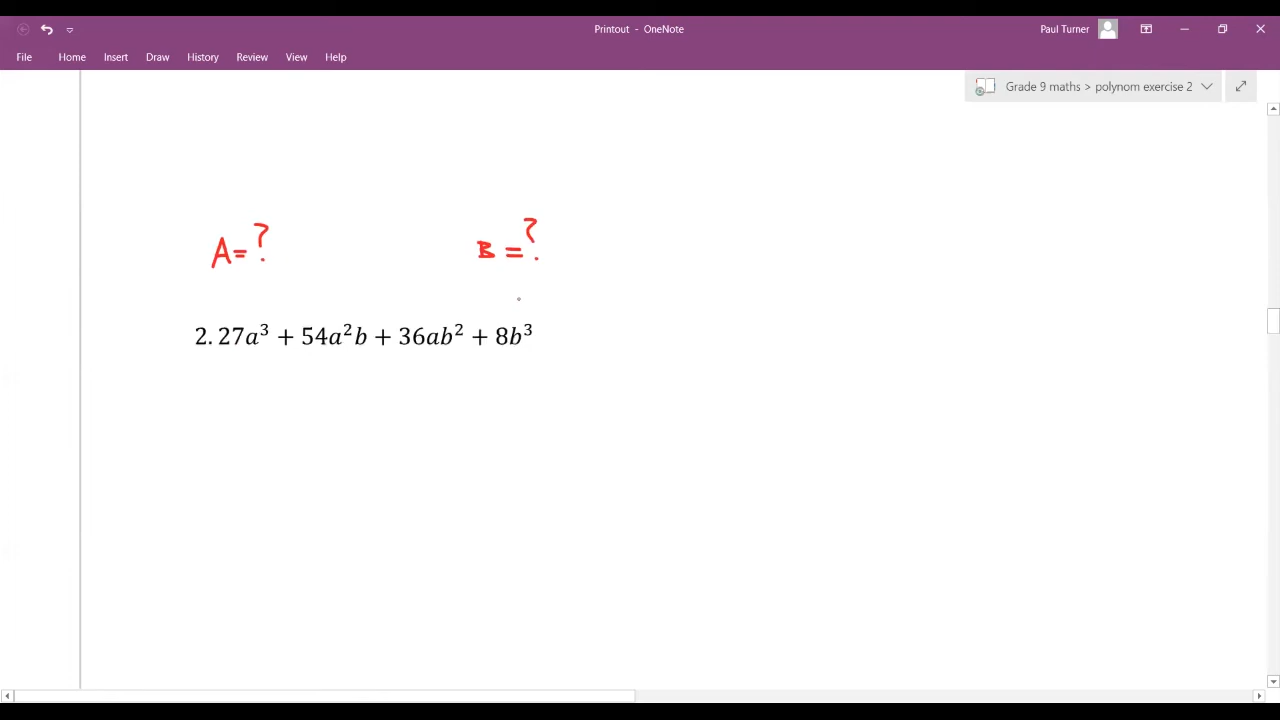 Printout - OneNote
Paul Turner
File Home Insert Draw History Review View Help
Grade 9 maths > polynom exercise 2
A=? B=?
2. 27a³ + 54a²b + 36ab² + 8b³